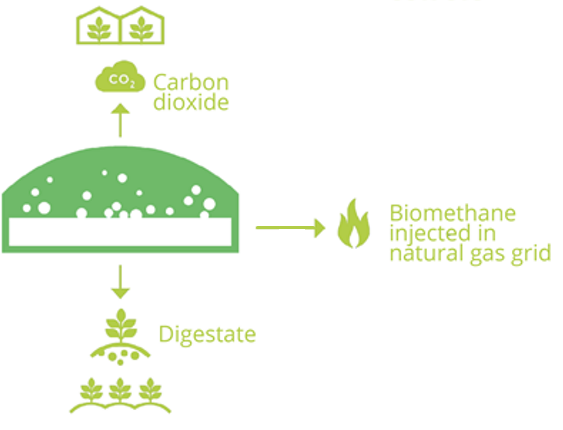 CO₂
Carbon
dioxide
Biomethane
injected in
natural gas grid
Digestate